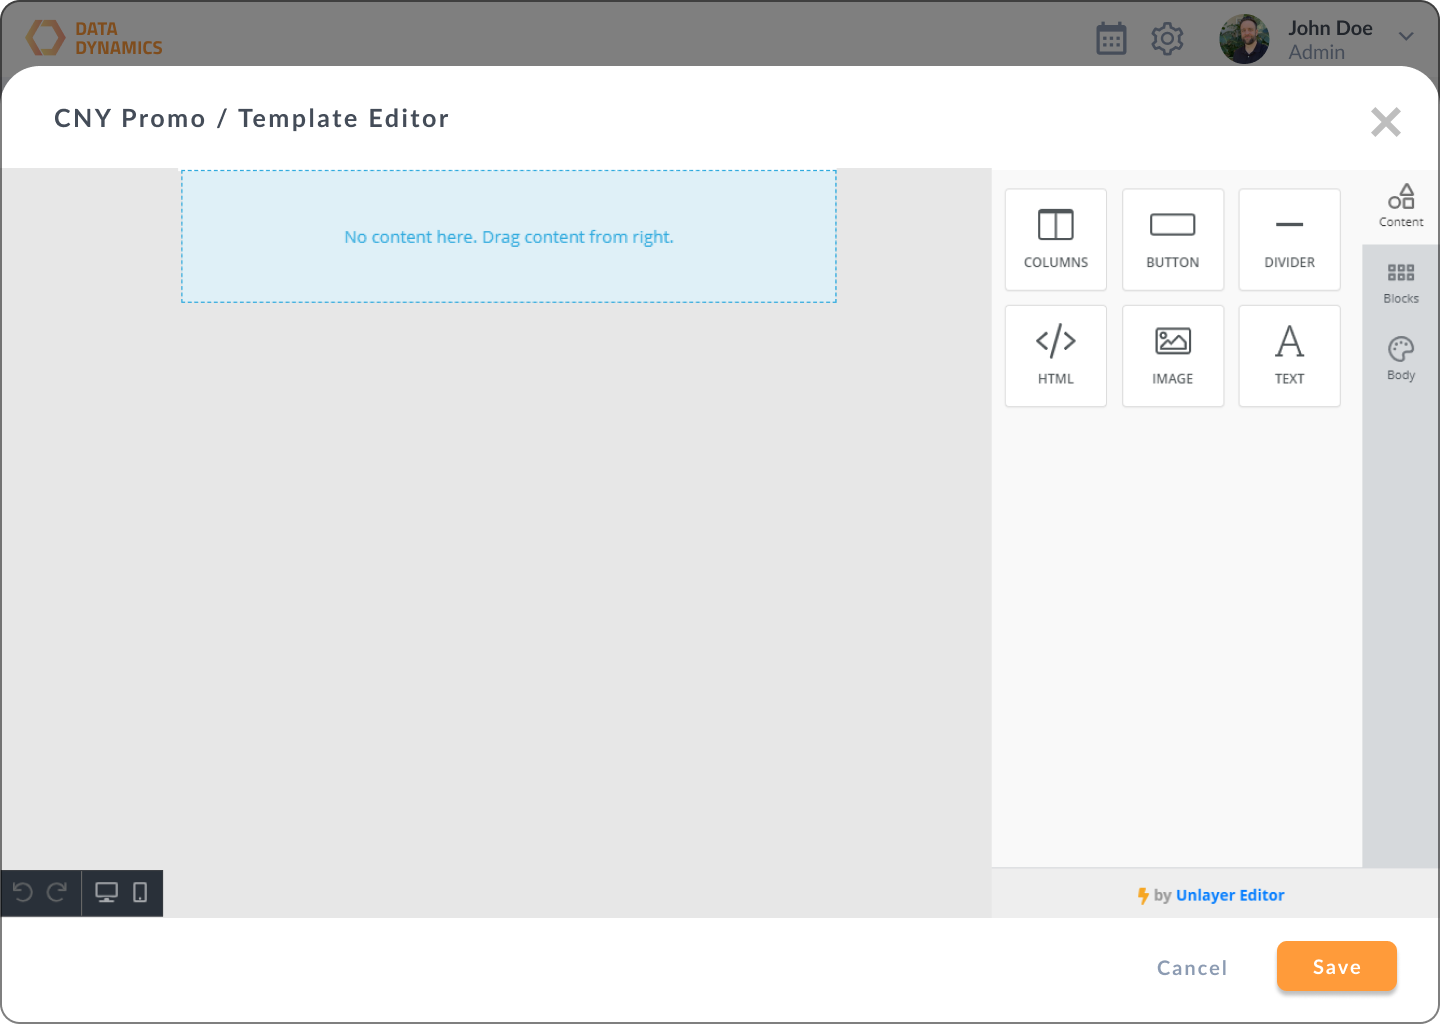 DATA
DYNAMICS
John Doe
Admin
CNY Promo / Template Editor
No content here. Drag content from right.
COLUMNS
BUTTON
DIVIDER
HTML
IMAGE
TEXT
Content
Blocks
Body
by Unlayer Editor
Cancel
Save